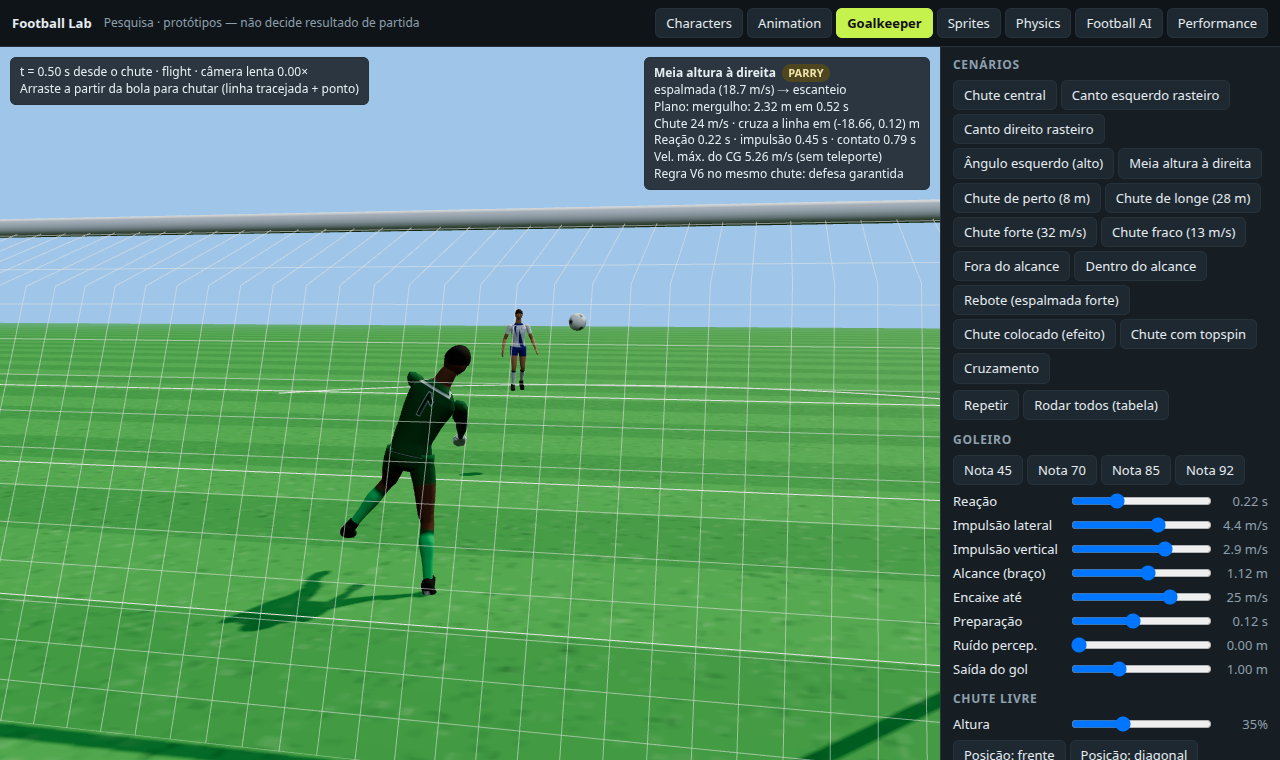 Football Lab
Pesquisa · protótipos — não decide resultado de partida
Characters
Animation
Goalkeeper
Sprites
Physics
Football AI
Performance
t = 0.50 s desde o chute · flight · câmera lenta 0.00×
Arraste a partir da bola para chutar (linha tracejada + ponto)
Meia altura à direita PARRY
espalmada (18.7 m/s) → escanteio
Plano: mergulho: 2.32 m em 0.52 s
Chute 24 m/s · cruza a linha em (-18.66, 0.12) m
Reação 0.22 s · impulsão 0.45 s · contato 0.79 s
Vel. máx. do CG 5.26 m/s (sem teleporte)
Regra V6 no mesmo chute: defesa garantida
CENÁRIOS
Chute central
Canto esquerdo rasteiro
Canto direito rasteiro
Ângulo esquerdo (alto)
Meia altura à direita
Chute de perto (8 m)
Chute de longe (28 m)
Chute forte (32 m/s)
Chute fraco (13 m/s)
Fora do alcance
Dentro do alcance
Rebote (espalmada forte)
Chute colocado (efeito)
Chute com topspin
Cruzamento
Repetir
Rodar todos (tabela)
GOLEIRO
Nota 45
Nota 70
Nota 85
Nota 92
Reação 0.22 s
Impulsão lateral 4.4 m/s
Impulsão vertical 2.9 m/s
Alcance (braço) 1.12 m
Encaixe até 25 m/s
Preparação 0.12 s
Ruído percep. 0.00 m
Saída do gol 1.00 m
CHUTE LIVRE
Altura 35%
Posição: frente
Posição: diagonal